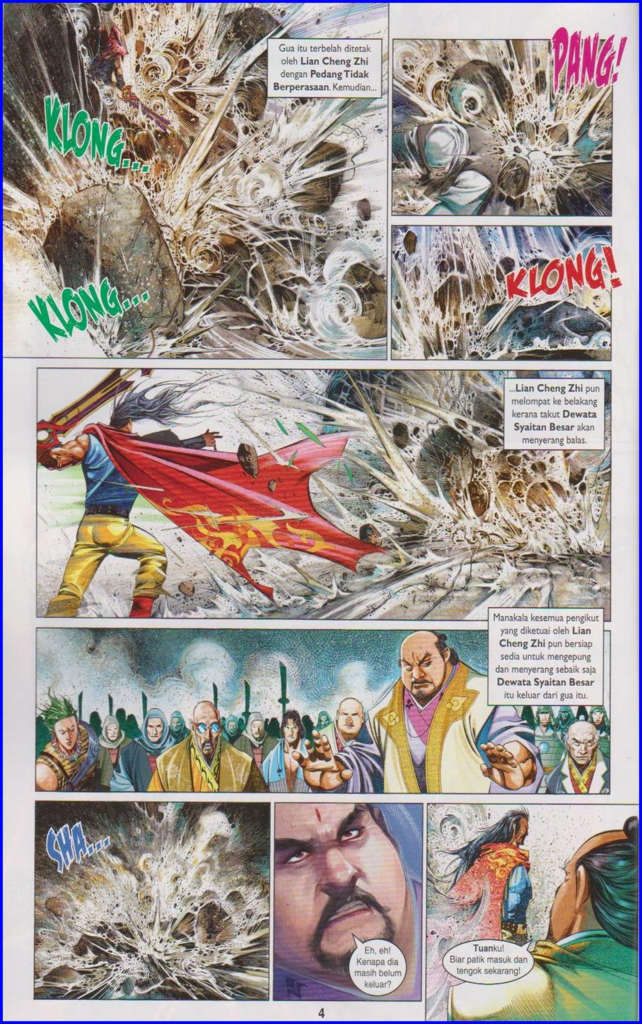 Gua itu terbelah ditetak
oleh Lian Cheng Zhi
dengan Pedang Tidak
Berperasaan. Kemudian...
KLONG...
KLONG...
PANG!
KLONG!
...Lian Cheng Zhi pun
melompat ke belakang
kerana takut Dewata
Syaitan Besar akan
menyerang balas.
Manakala kesemua pengikut
yang diketuai oleh Lian
Cheng Zhi pun bersiap
sedia untuk mengepung
dan menyerang sebaik saja
Dewata Syaitan Besar
itu keluar dari gua itu.
SHA...
Eh, eh!
Kenapa dia
masih belum
keluar?
Tuanku!
Biar patik masuk dan
tengok sekarang!
4